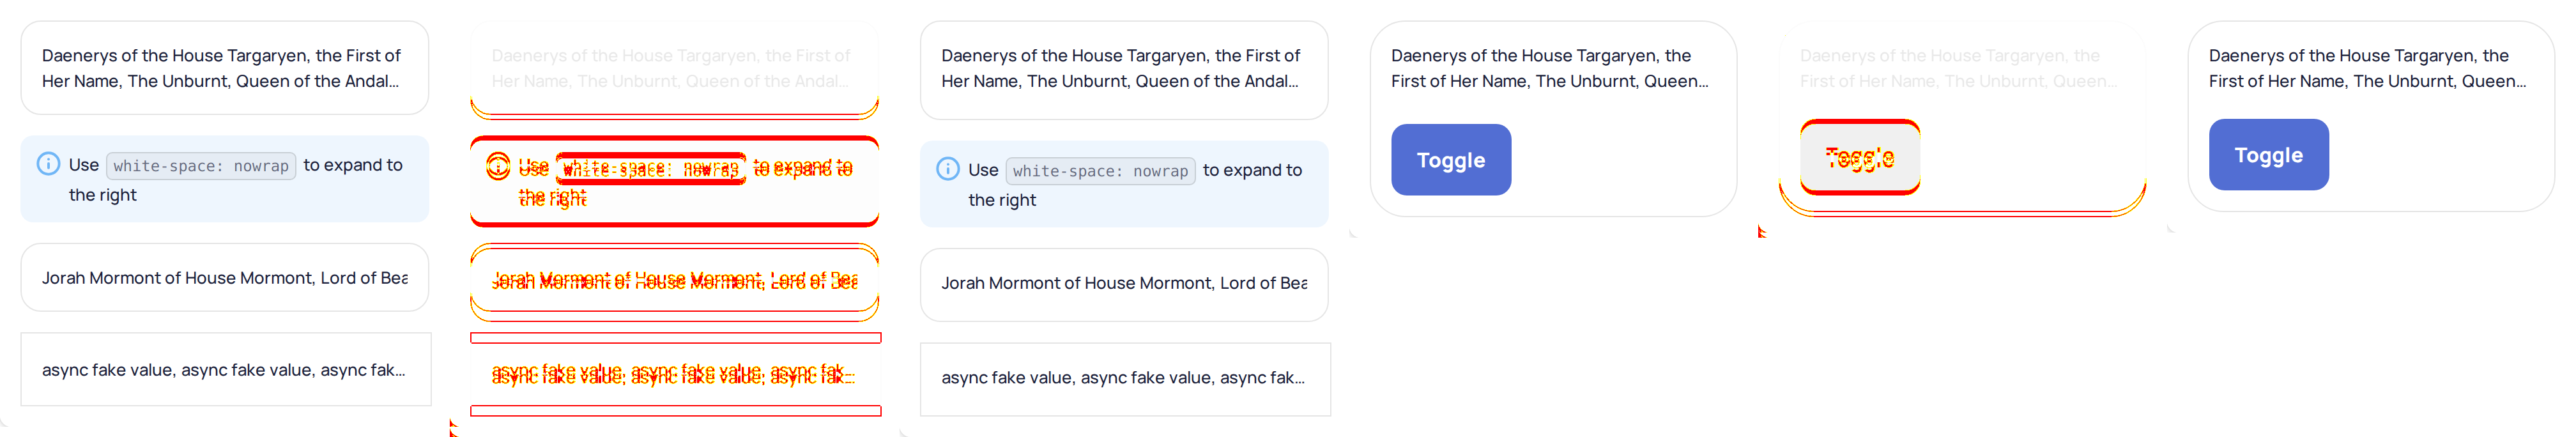 Daenerys of the House Targaryen, the First of
Her Name, The Unburnt, Queen of the Andal...
Use white-space: nowrap to expand to
the right
Jorah Mormont of House Mormont, Lord of Bea
async fake value, async fake value, async fak...
Daenerys of the House Targaryen, the First of
Her Name, The Unburnt, Queen of the Andal...
Use white-space: nowrap to expand to
the right
Jorah Mormont of House Mormont, Lord of Bea
async fake value, async fake value, async fak...
Daenerys of the House Targaryen, the First of
Her Name, The Unburnt, Queen of the Andal...
Use white-space: nowrap to expand to
the right
Jorah Mormont of House Mormont, Lord of Bea
async fake value, async fake value, async fak...
Daenerys of the House Targaryen, the
First of Her Name, The Unburnt, Queen...
Toggle
Daenerys of the House Targaryen, the
First of Her Name, The Unburnt, Queen...
Toggle
Daenerys of the House Targaryen, the
First of Her Name, The Unburnt, Queen...
Toggle